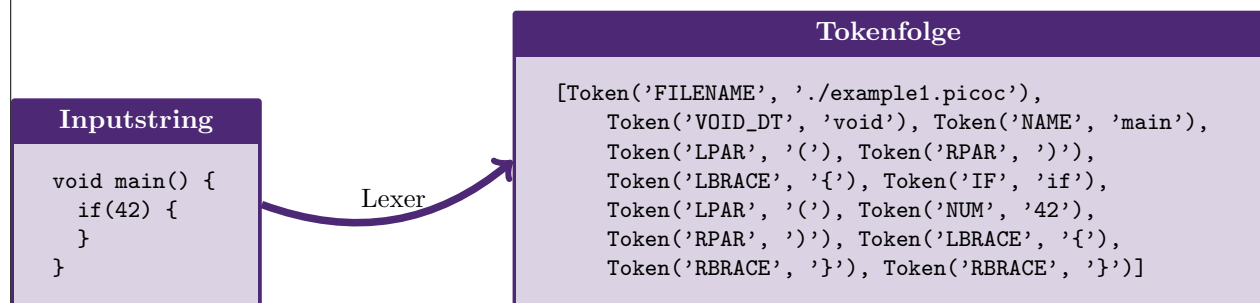 Inputstring
void main() {
  if(42) {
  }
}
Lexer
Tokenfolge
[Token('FILENAME', './example1.picoc'),
    Token('VOID_DT', 'void'), Token('NAME', 'main'),
    Token('LPAR', '('), Token('RPAR', ')'),
    Token('LBRACE', '{'), Token('IF', 'if'),
    Token('LPAR', '('), Token('NUM', '42'),
    Token('RPAR', ')'), Token('LBRACE', '{'),
    Token('RBRACE', '}'), Token('RBRACE', '}')]